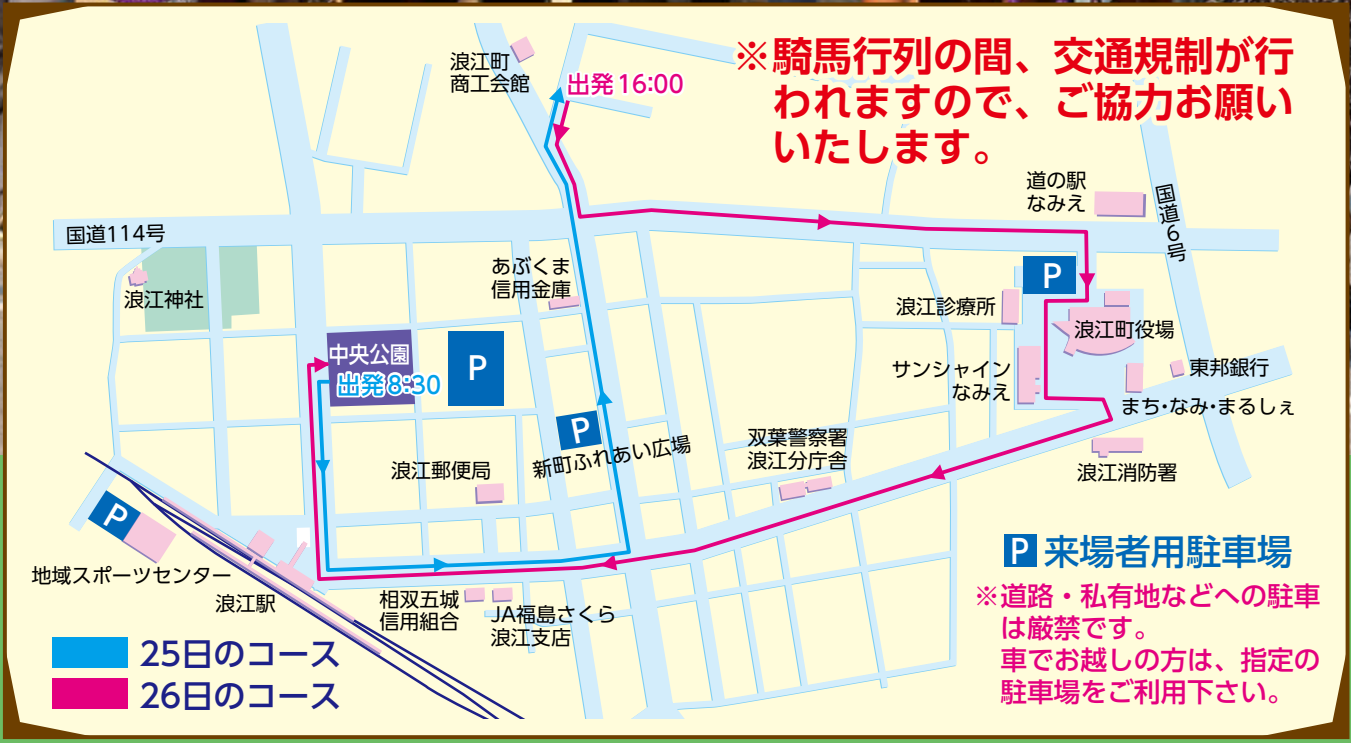 ※騎馬行列の間、交通規制が行
われますので、ご協力お願い
いたします。
浪江町
商工会館
出発16:00
道の駅
なみえ
国道6号
国道114号
浪江神社
あぶくま
信用金庫
P
浪江診療所
浪江町役場
中央公園
出発8:30
P
サンシャイン
なみえ
東邦銀行
まち・なみ・まるしぇ
P
新町ふれあい広場
双葉警察署
浪江分庁舎
浪江郵便局
浪江消防署
P
地域スポーツセンター
浪江駅
相双五城
信用組合
JA福島さくら
浪江支店
P 来場者用駐車場
※道路・私有地などへの駐車
は厳禁です。
車でお越しの方は、指定の
駐車場をご利用下さい。
25日のコース
26日のコース